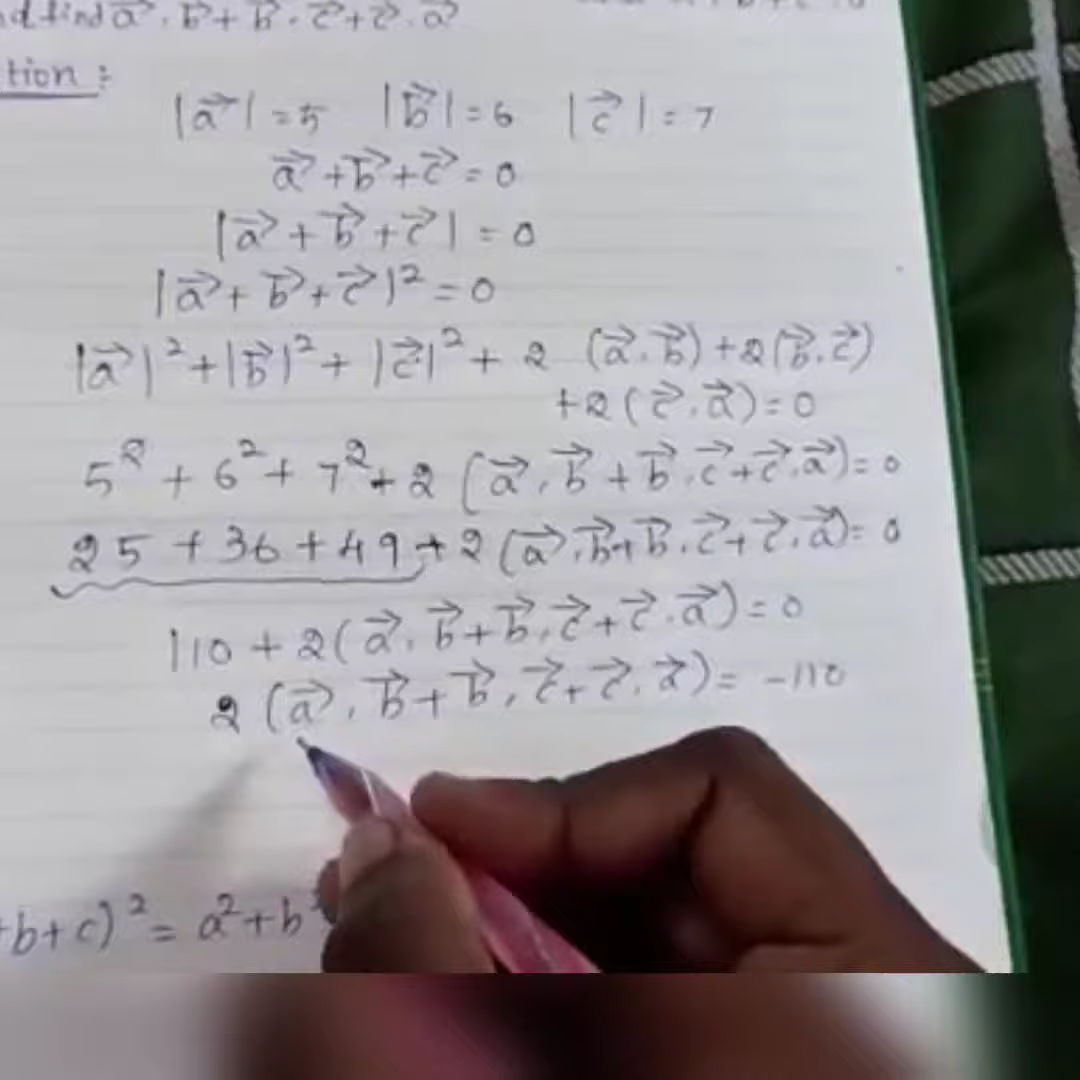 find a⃗.b⃗+b⃗.c⃗+c⃗.a⃗
tion :
|a⃗|=5 |b⃗|=6 |c⃗|=7
a⃗+b⃗+c⃗=0
|a⃗+b⃗+c⃗|=0
|a⃗+b⃗+c⃗|²=0
|a⃗|²+|b⃗|²+|c⃗|²+2 (a⃗.b⃗)+2(b⃗.c⃗)
+2(c⃗.a⃗)=0
5²+6²+7²+2(a⃗.b⃗+b⃗.c⃗+c⃗.a⃗)=0
25+36+49+2(a⃗.b⃗+b⃗.c⃗+c⃗.a⃗)=0
110+2(a⃗.b⃗+b⃗.c⃗+c⃗.a⃗)=0
2(a⃗.b⃗+b⃗.c⃗+c⃗.a⃗)=-110
+b+c)²=a²+b²